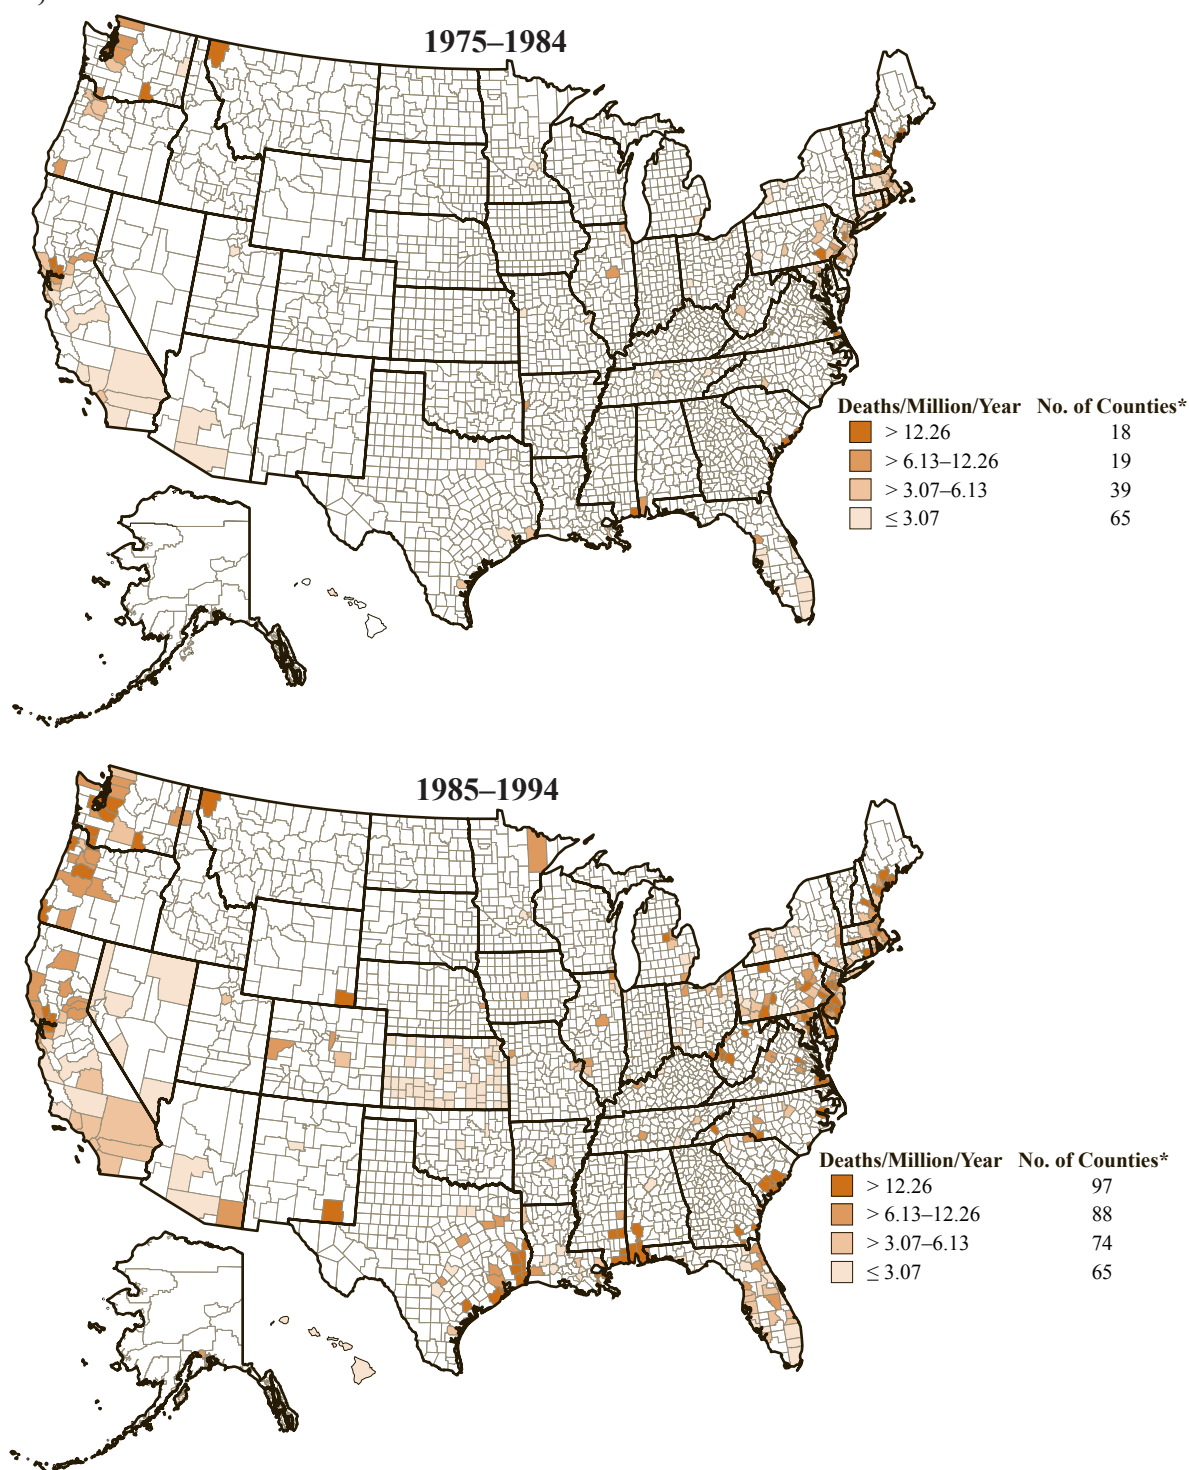 )
1975–1984
Deaths/Million/Year No. of Counties*
> 12.26 18
> 6.13–12.26 19
> 3.07–6.13 39
≤ 3.07 65
1985–1994
Deaths/Million/Year No. of Counties*
> 12.26 97
> 6.13–12.26 88
> 3.07–6.13 74
≤ 3.07 65